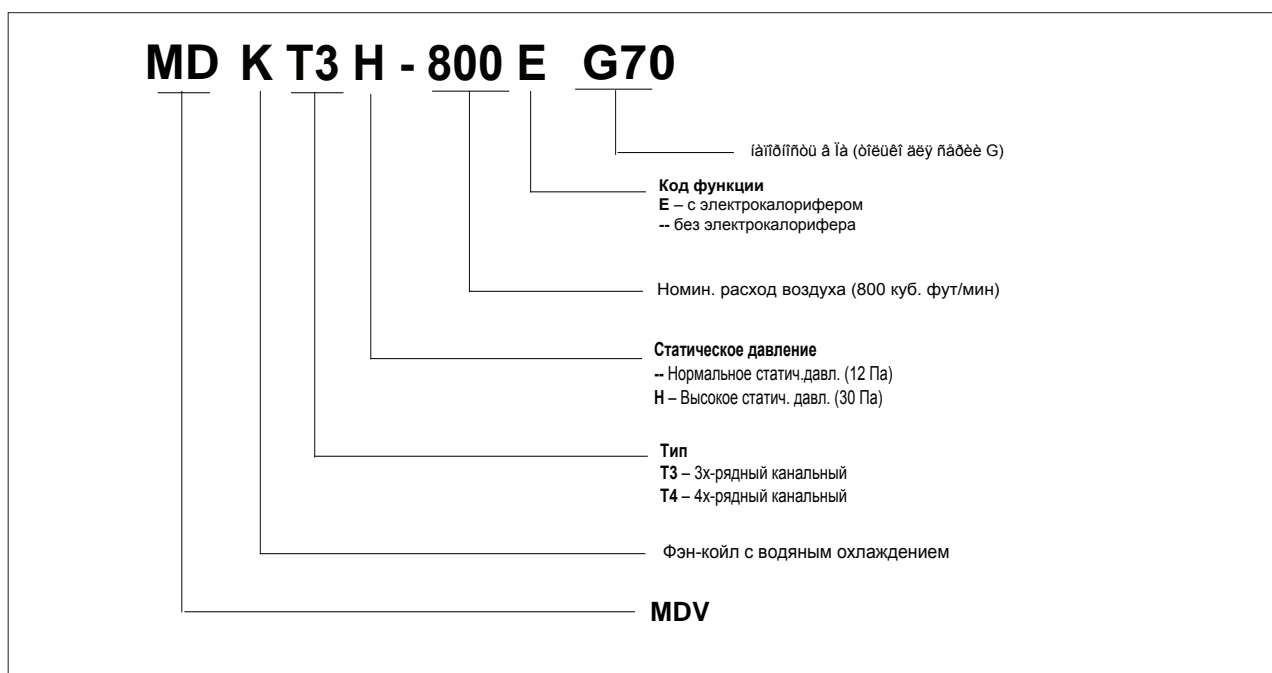 MD K T3 H - 800 E G70
íàïîðíîñòü â Ïà (òîëüêî äëÿ ñåðèè G)
Код функции
E – с электрокалорифером
-- без электрокалорифера
Номин. расход воздуха (800 куб. фут/мин)
Статическое давление
-- Нормальное статич.давл. (12 Па)
H – Высокое статич. давл. (30 Па)
Тип
T3 – 3х-рядный канальный
T4 – 4х-рядный канальный
Фэн-койл с водяным охлаждением
MDV